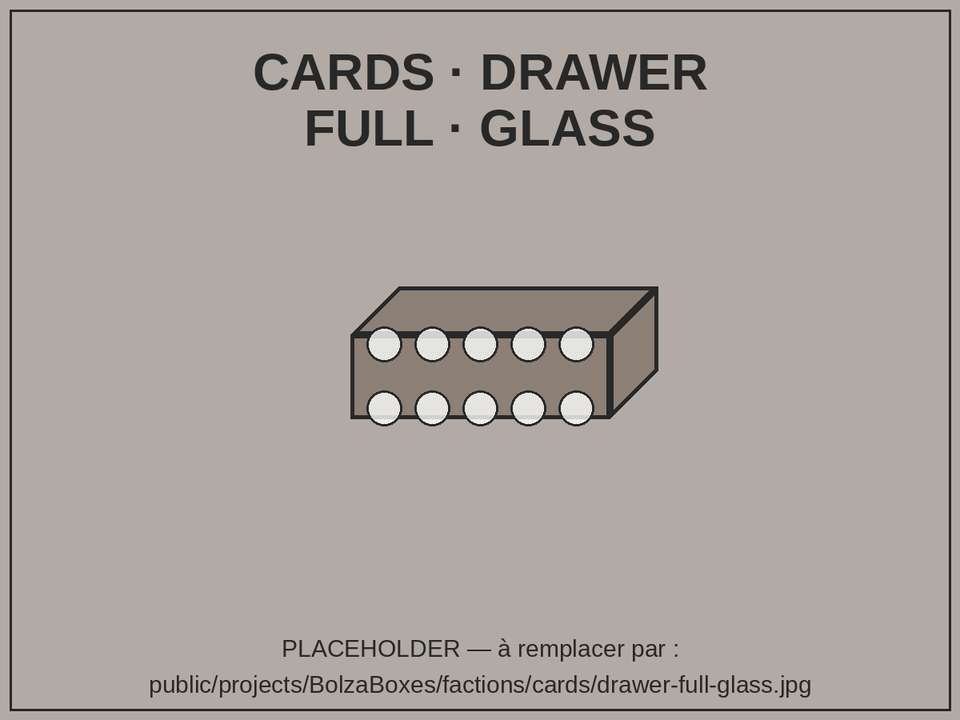 CARDS · DRAWER
FULL · GLASS
PLACEHOLDER — à remplacer par :
public/projects/BolzaBoxes/factions/cards/drawer-full-glass.jpg